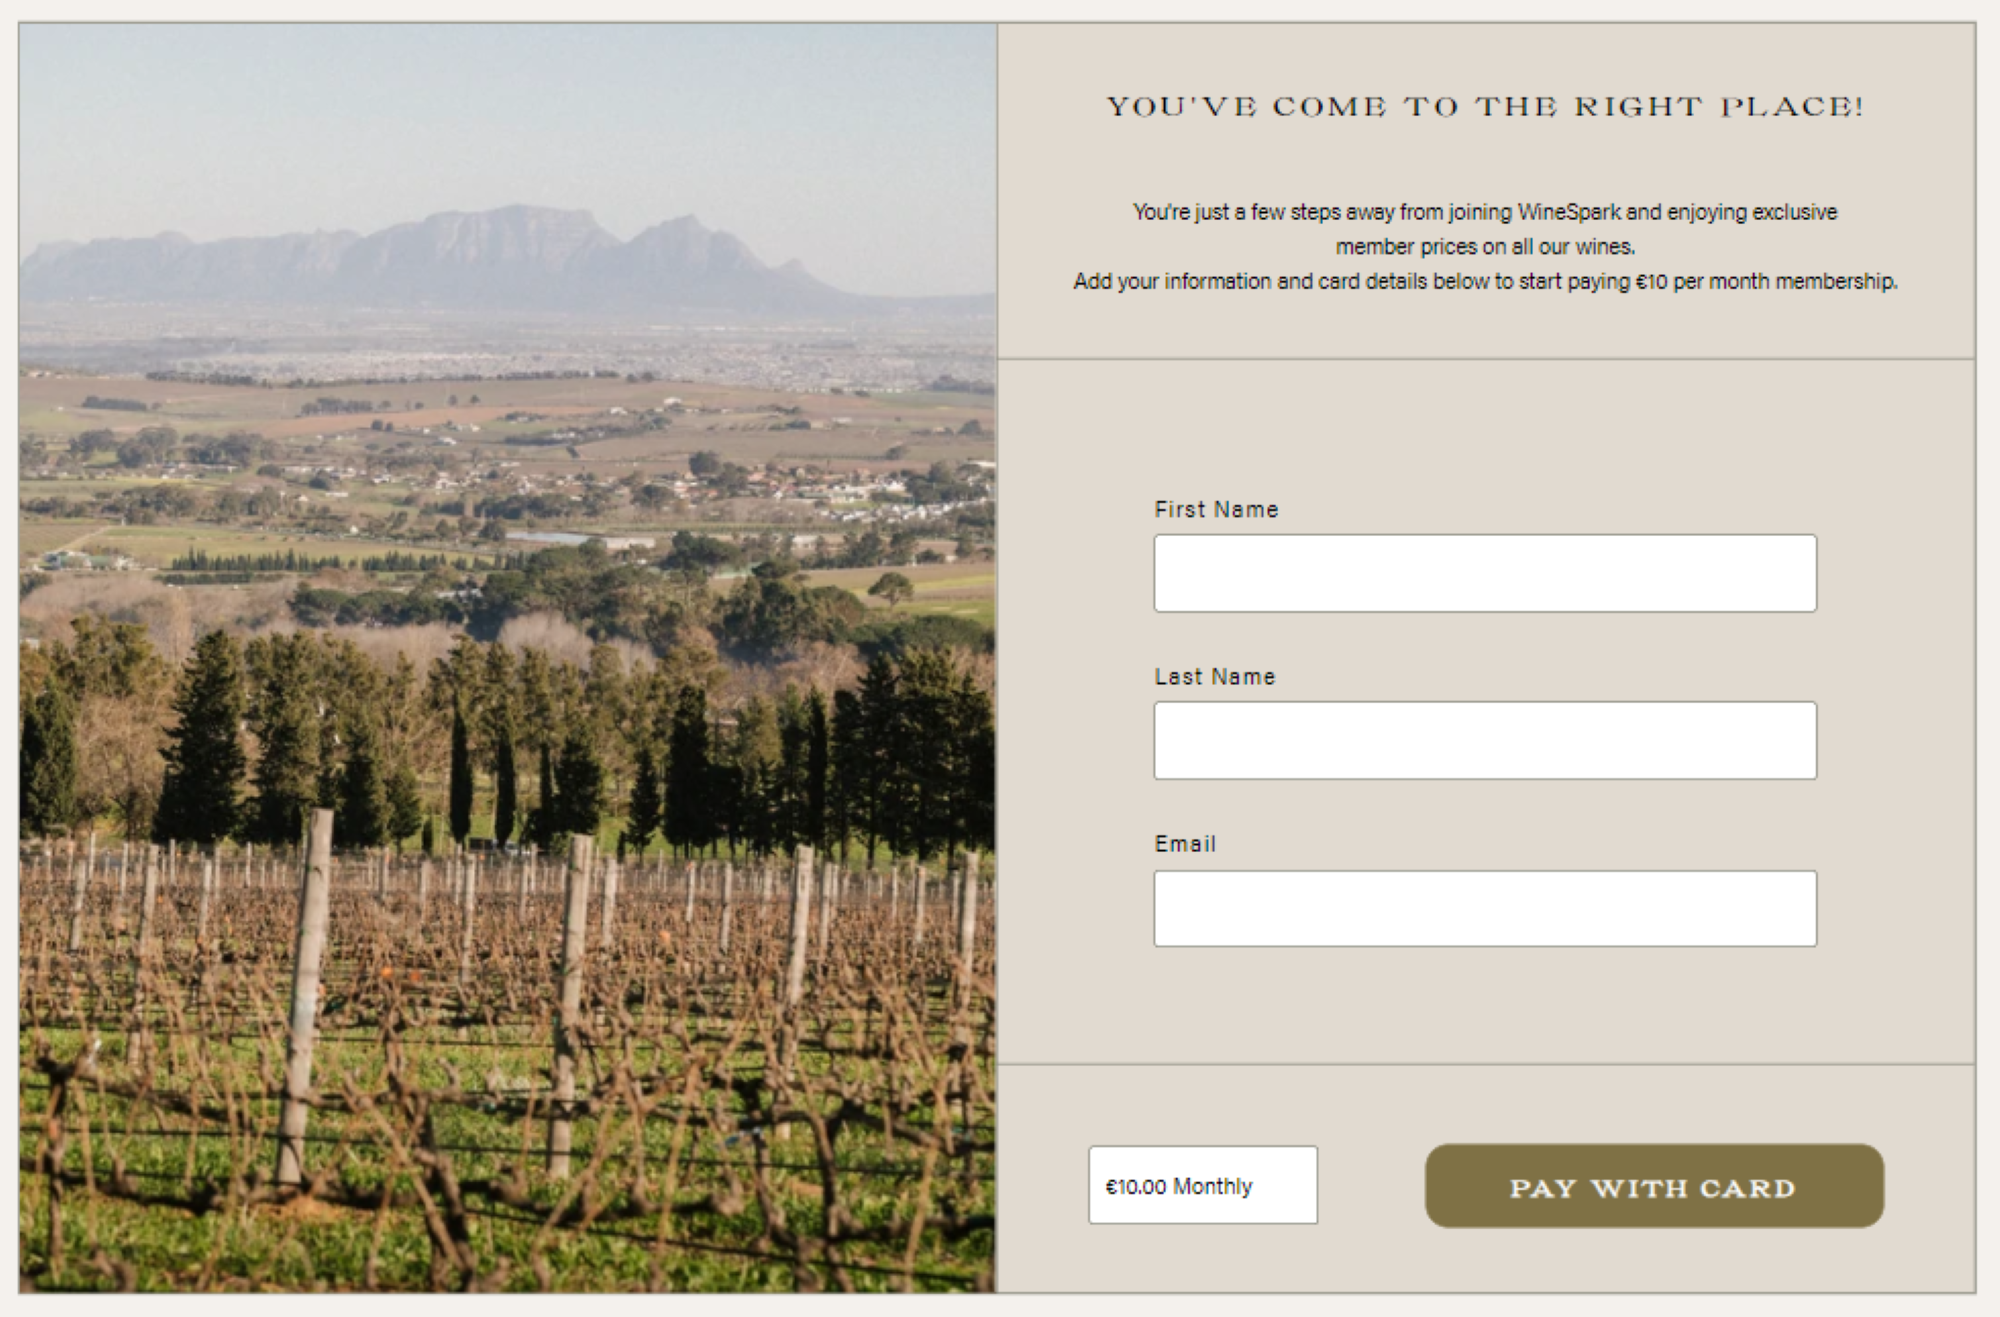 YOU'VE COME TO THE RIGHT PLACE!
You're just a few steps away from joining WineSpark and enjoying exclusive
member prices on all our wines.
Add your information and card details below to start paying €10 per month membership.
First Name
Last Name
Email
€10.00 Monthly
PAY WITH CARD